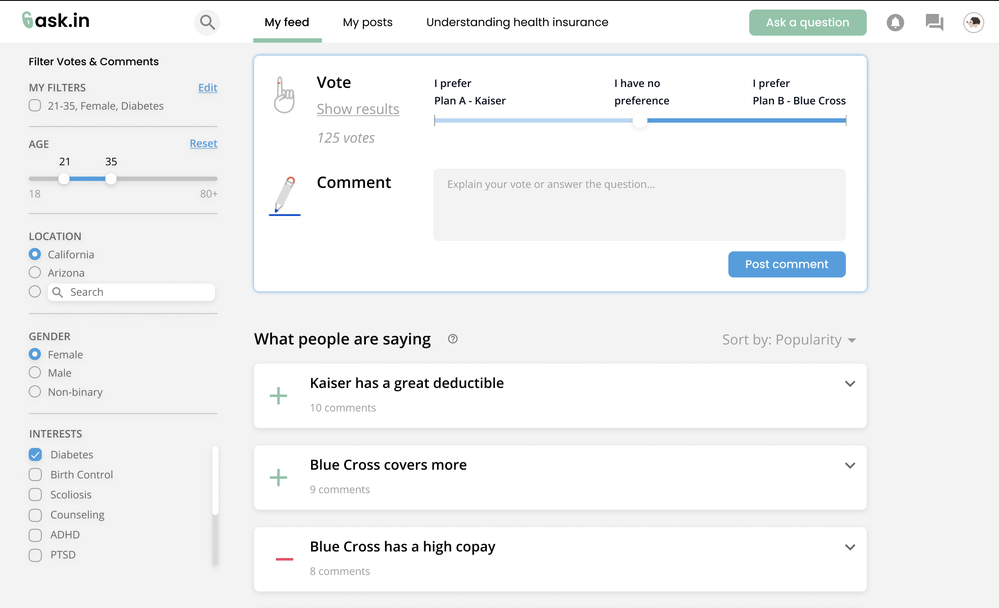 ask.in
My feed
My posts
Understanding health insurance
Ask a question
Filter Votes & Comments
MY FILTERS
Edit
21-35, Female, Diabetes
AGE
Reset
21
35
18
80+
LOCATION
California
Arizona
Search
GENDER
Female
Male
Non-binary
INTERESTS
Diabetes
Birth Control
Scoliosis
Counseling
ADHD
PTSD
Vote
Show results
125 votes
I prefer
Plan A - Kaiser
I have no
preference
I prefer
Plan B - Blue Cross
Comment
Explain your vote or answer the question...
Post comment
What people are saying
Sort by: Popularity
Kaiser has a great deductible
10 comments
Blue Cross covers more
9 comments
Blue Cross has a high copay
8 comments